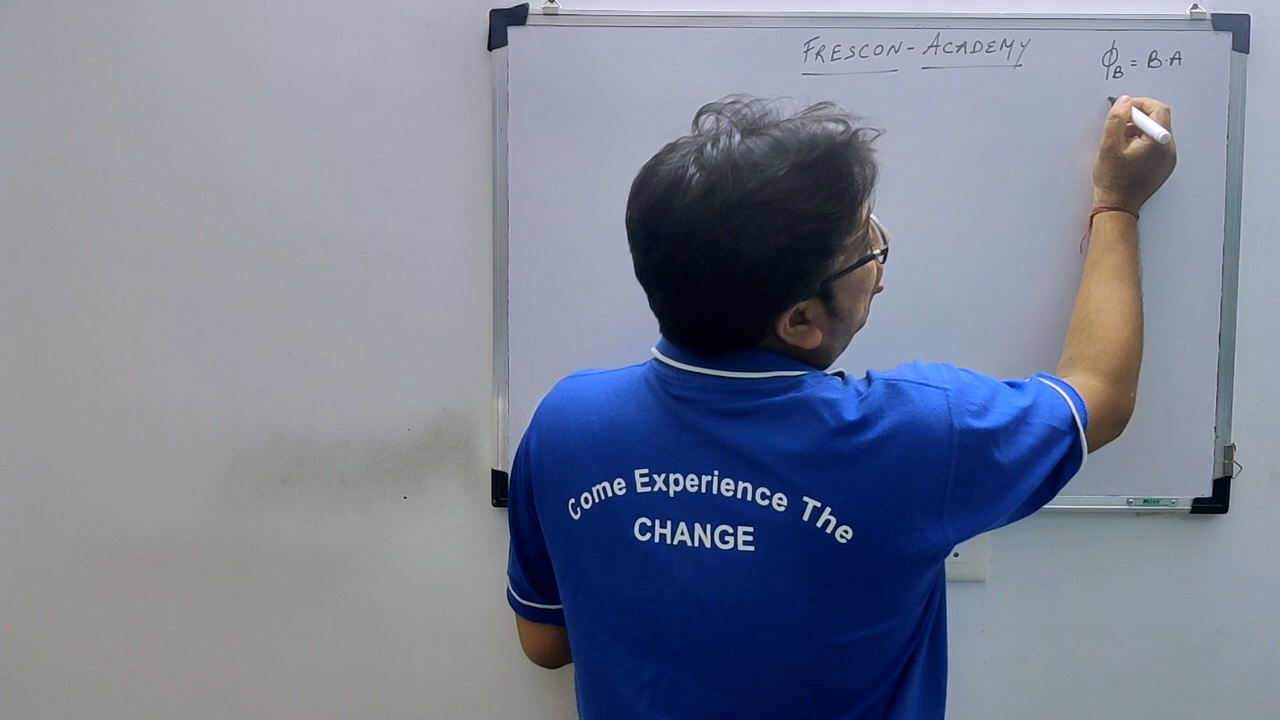 FRESCON - ACADEMY
ϕB = B·A
Come Experience The
CHANGE